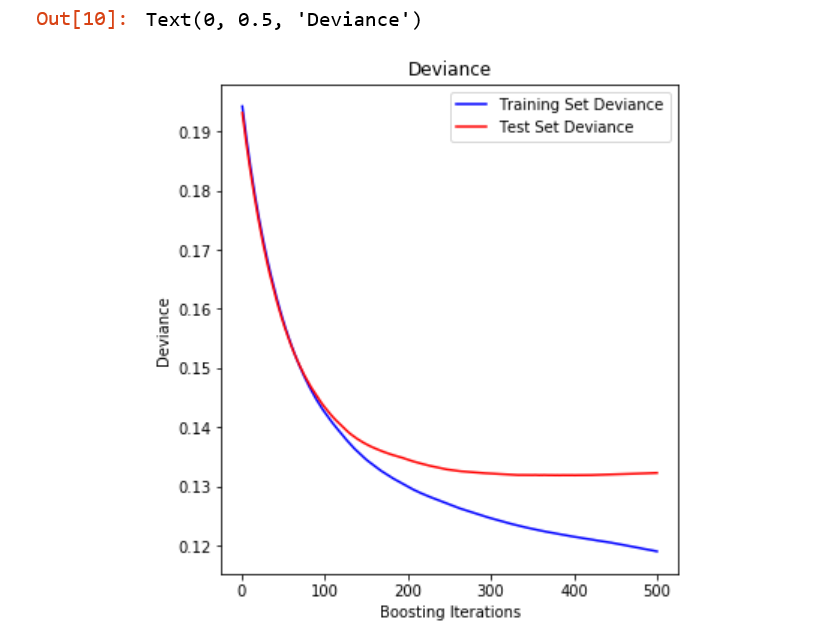 Out[10]: Text(0, 0.5, 'Deviance')
Deviance
Training Set Deviance
Test Set Deviance
0.19
0.18
0.17
0.16
0.15
0.14
0.13
0.12
Deviance
0 100 200 300 400 500
Boosting Iterations